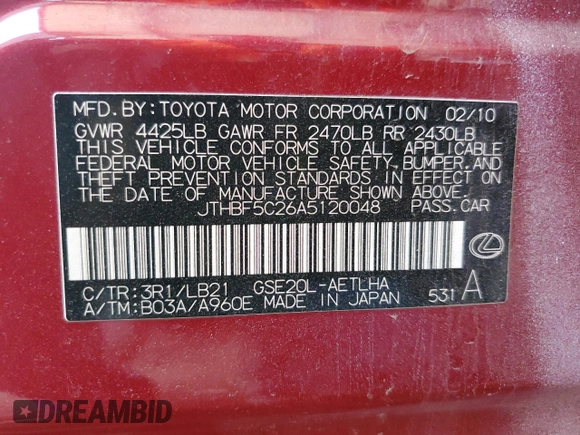 MFD.BY:TOYOTA MOTOR CORPORATION 02/10
GVWR 4425LB GAWR FR 2470LB RR 2430LB
THIS VEHICLE CONFORMS TO ALL APPLICABLE
FEDERAL MOTOR VEHICLE SAFETY,BUMPER,AND
THEFT PREVENTION STANDARDS IN EFFECT ON
THE DATE OF MANUFACTURE SHOWN ABOVE.
JTHBF5C26A5120048 PASS.CAR
C/TR:3R1/LB21 GSE20L-AETLHA
A/TM:B03A/A960E MADE IN JAPAN 531 A
DREAMBID